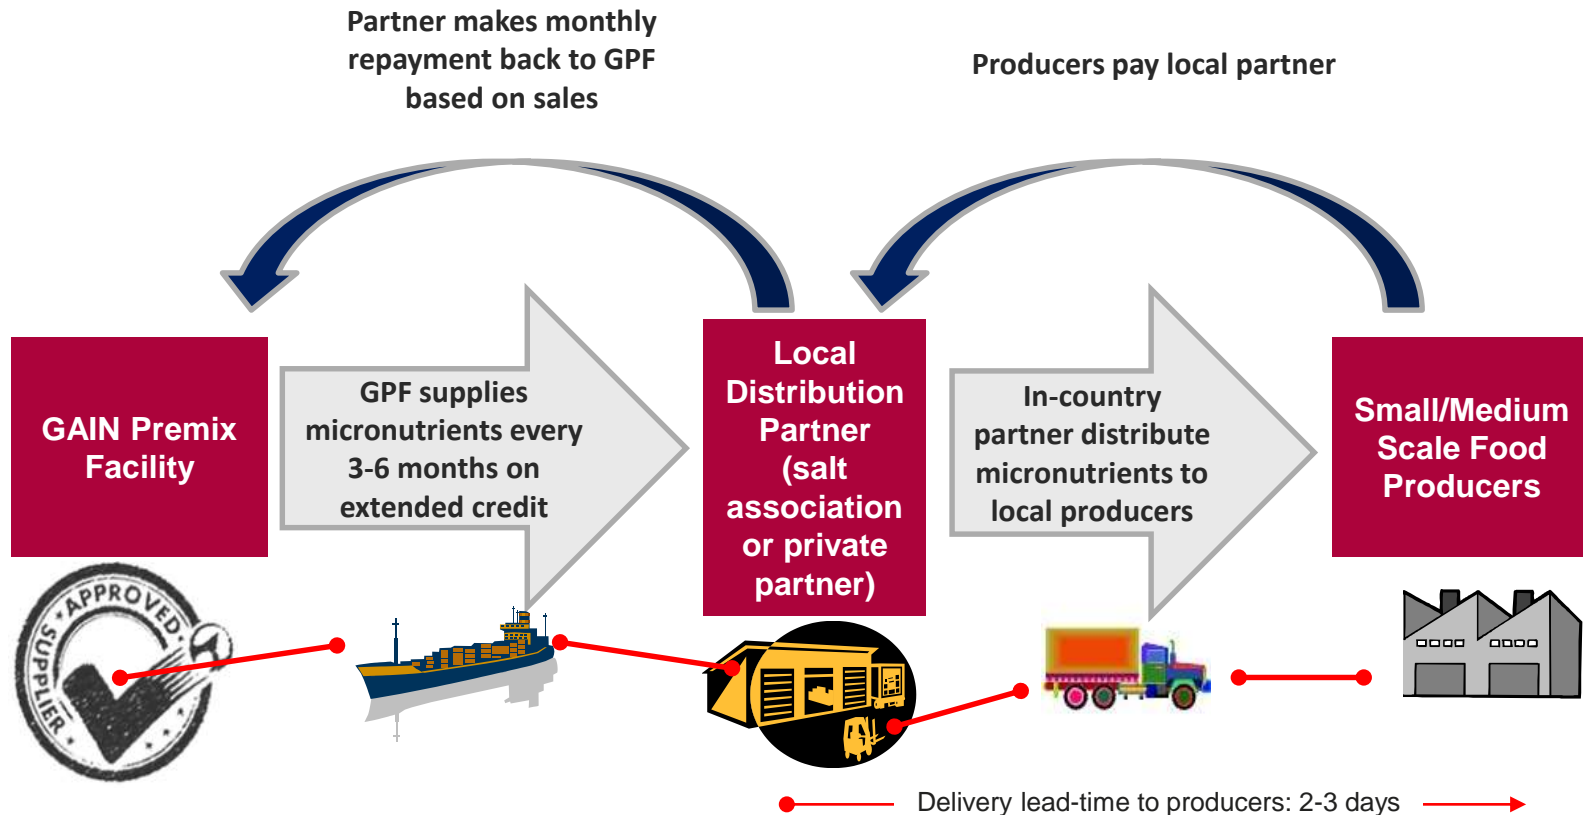 Partner makes monthly
repayment back to GPF
based on sales
Producers pay local partner
GAIN Premix
Facility
GPF supplies
micronutrients every
3-6 months on
extended credit
Local
Distribution
Partner
(salt
association
or private
partner)
In-country
partner distribute
micronutrients to
local producers
Small/Medium
Scale Food
Producers
APPROVED
SUPPLIER
Delivery lead-time to producers: 2-3 days